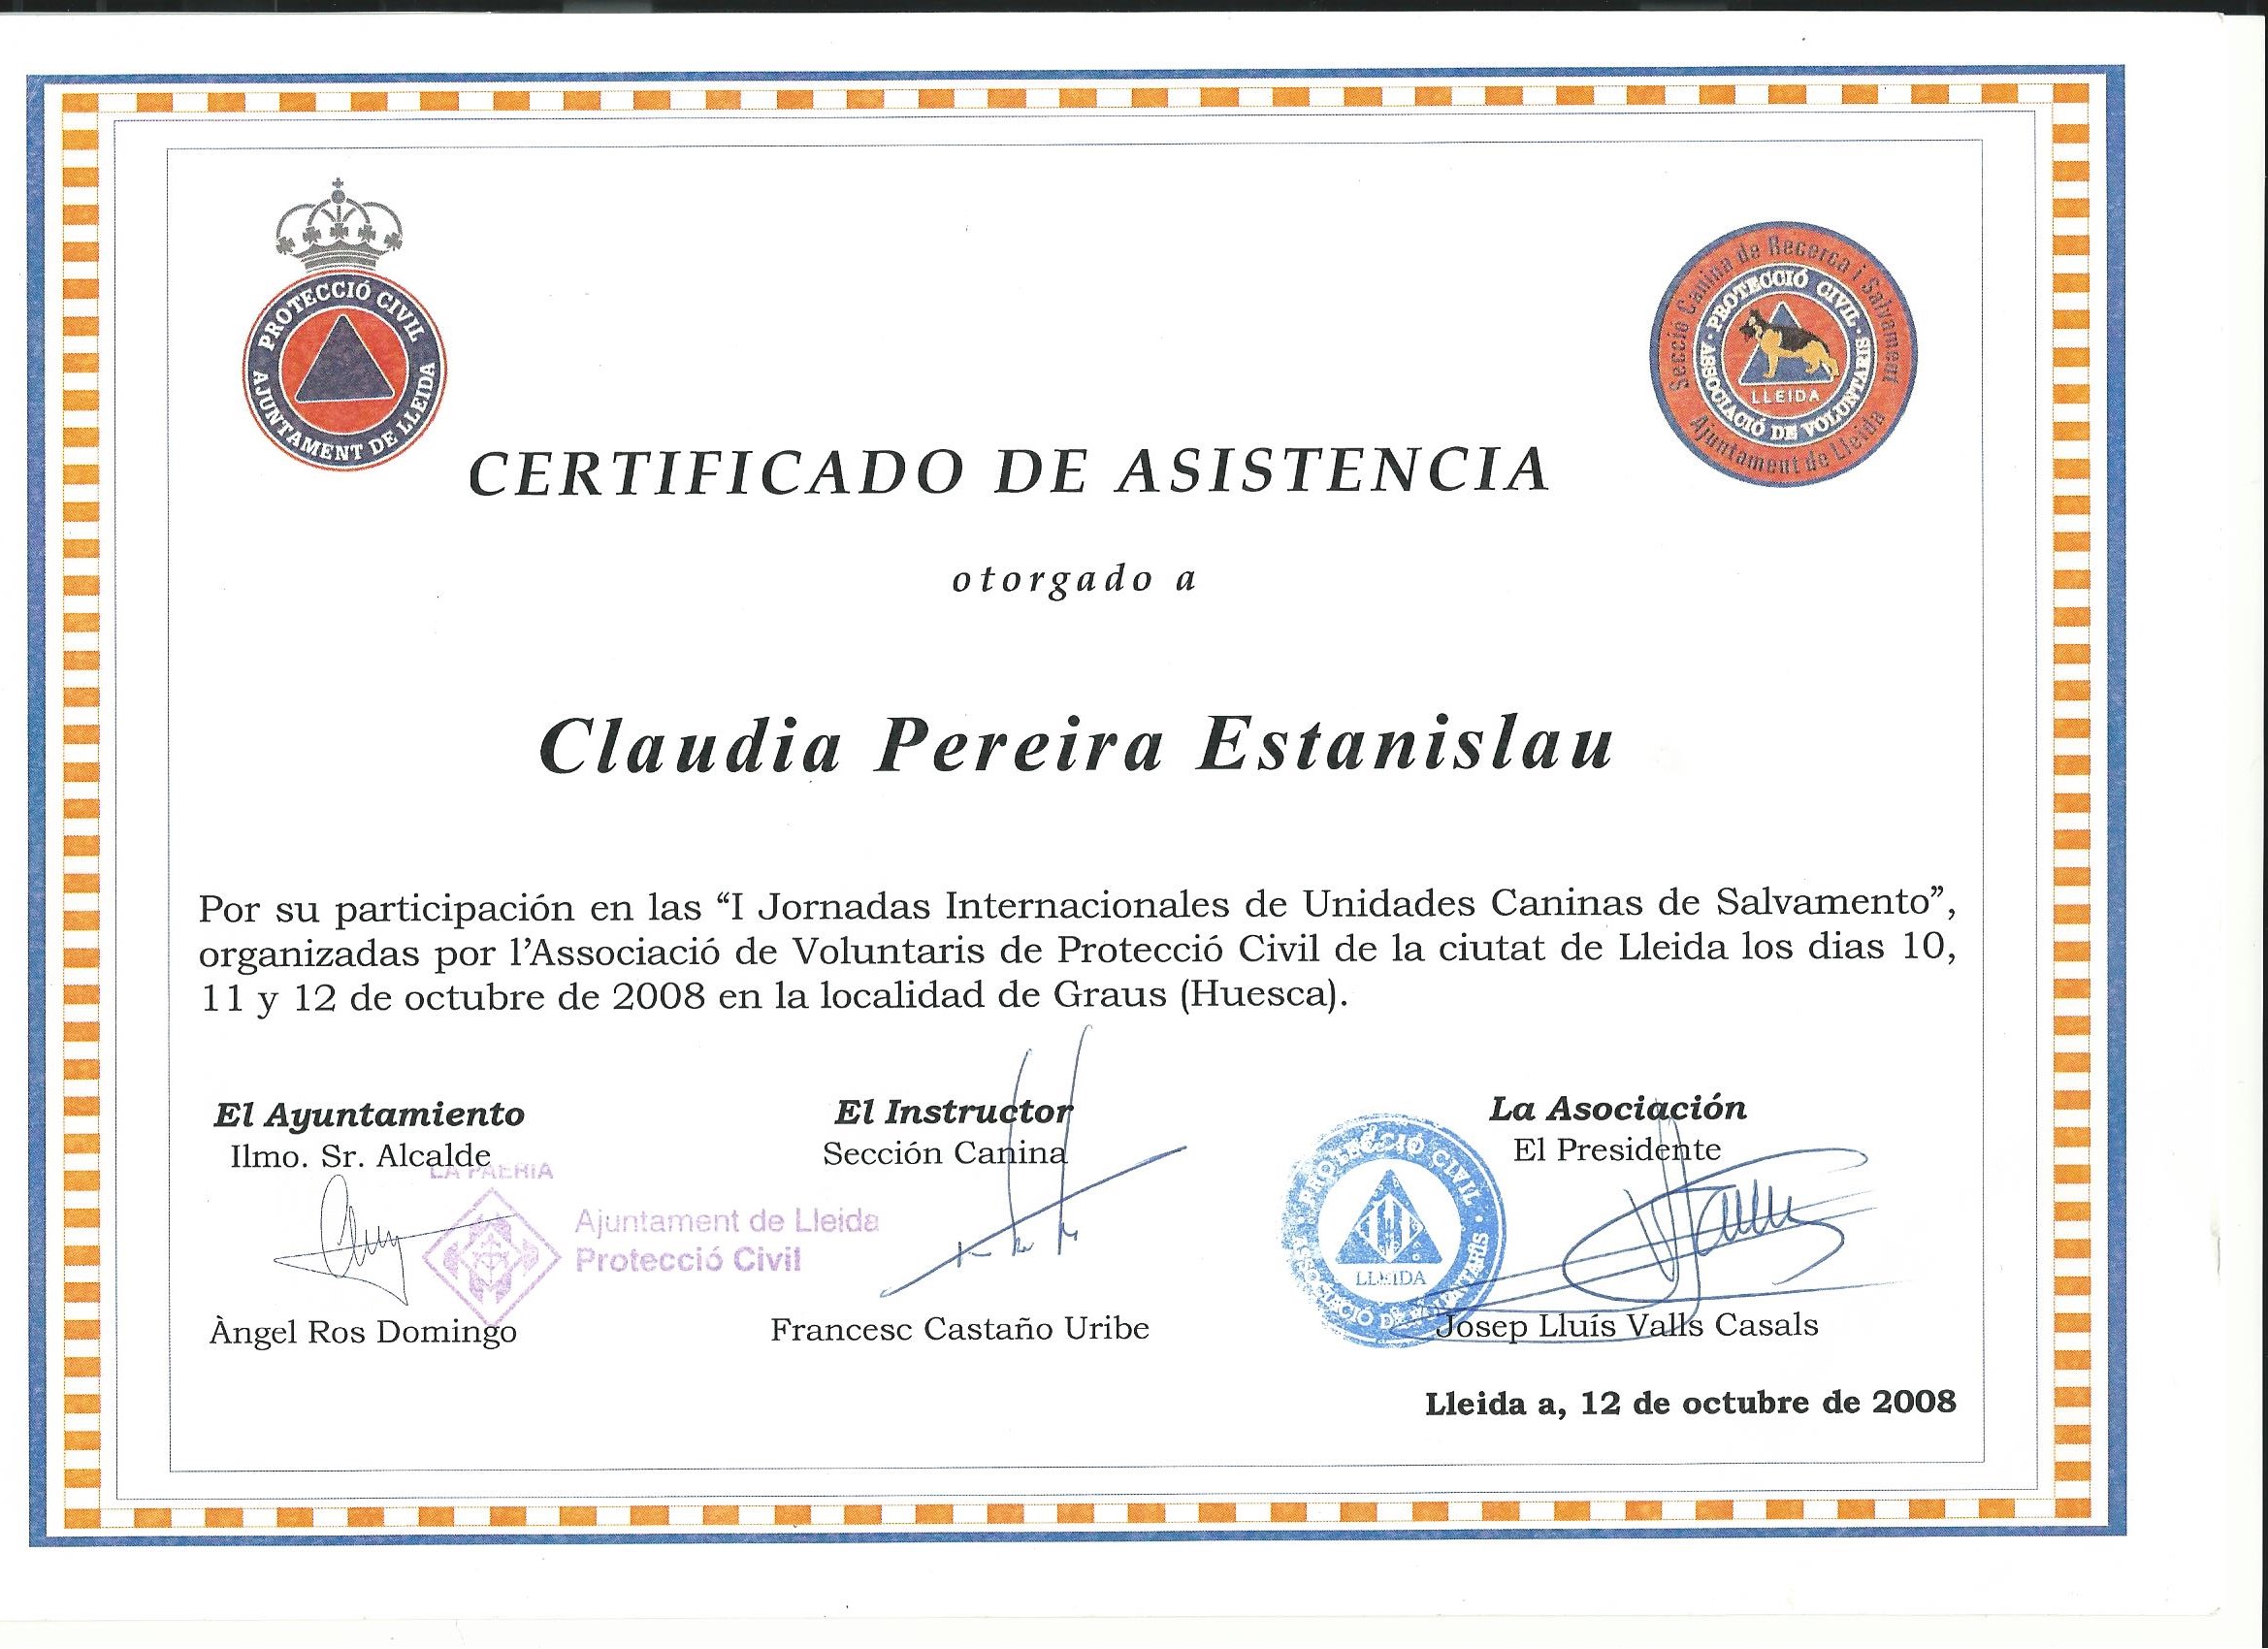 PROTECCIÓ CIVIL
AJUNTAMENT DE LLEIDA
Secció Canina de Recerca i Salvament
Ajuntament de Lleida
PROTECCIÓ CIVIL
ASSOCIACIÓ DE VOLUNTARIS
LLEIDA
CERTIFICADO DE ASISTENCIA
otorgado a
Claudia Pereira Estanislau
Por su participación en las “I Jornadas Internacionales de Unidades Caninas de Salvamento”,
organizadas por l’Associació de Voluntaris de Protecció Civil de la ciutat de Lleida los dias 10,
11 y 12 de octubre de 2008 en la localidad de Graus (Huesca).
El Ayuntamiento
Ilmo. Sr. Alcalde
LA PAERIA
Ajuntament de Lleida
Protecció Civil
Àngel Ros Domingo
El Instructor
Sección Canina
Francesc Castaño Uribe
La Asociación
El Presidente
PROTECCIÓ CIVIL
ASSOCIACIÓ DE VOLUNTARIS
LLEIDA
Josep Lluís Valls Casals
Lleida a, 12 de octubre de 2008